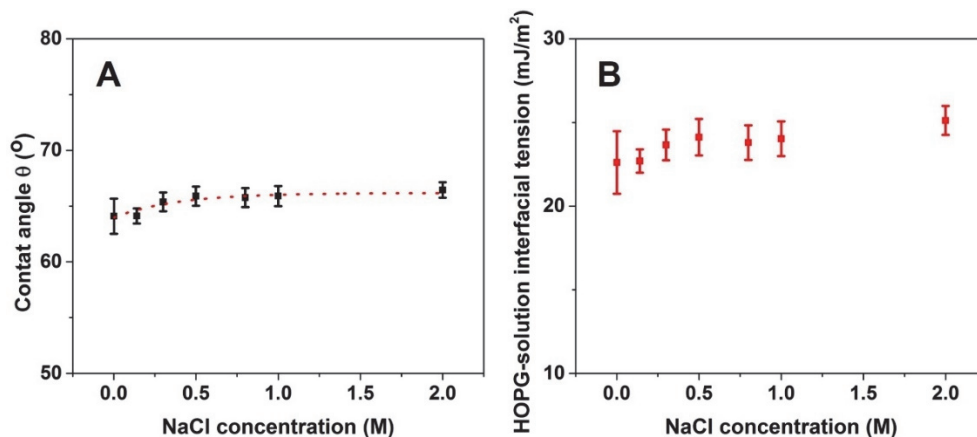 A
80
70
60
50
Contat angle θ (°)
0.0 0.5 1.0 1.5 2.0
NaCl concentration (M)
B
30
20
10
HOPG-solution interfacial tension (mJ/m²)
0.0 0.5 1.0 1.5 2.0
NaCl concentration (M)